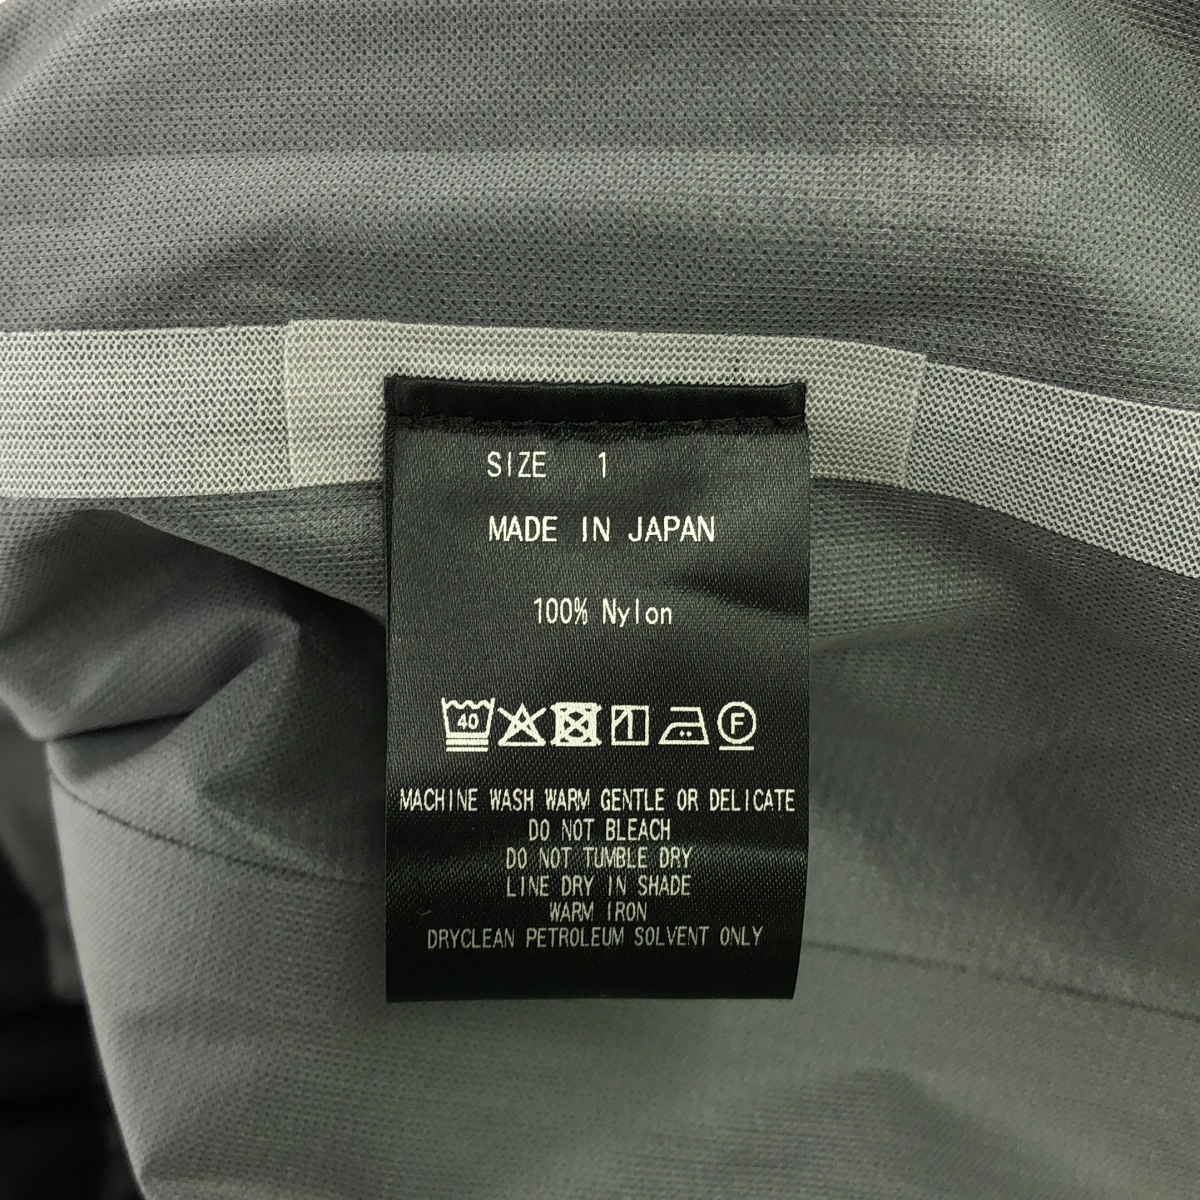 SIZE 1
MADE IN JAPAN
100% Nylon
40 F
MACHINE WASH WARM GENTLE OR DELICATE
DO NOT BLEACH
DO NOT TUMBLE DRY
LINE DRY IN SHADE
WARM IRON
DRYCLEAN PETROLEUM SOLVENT ONLY